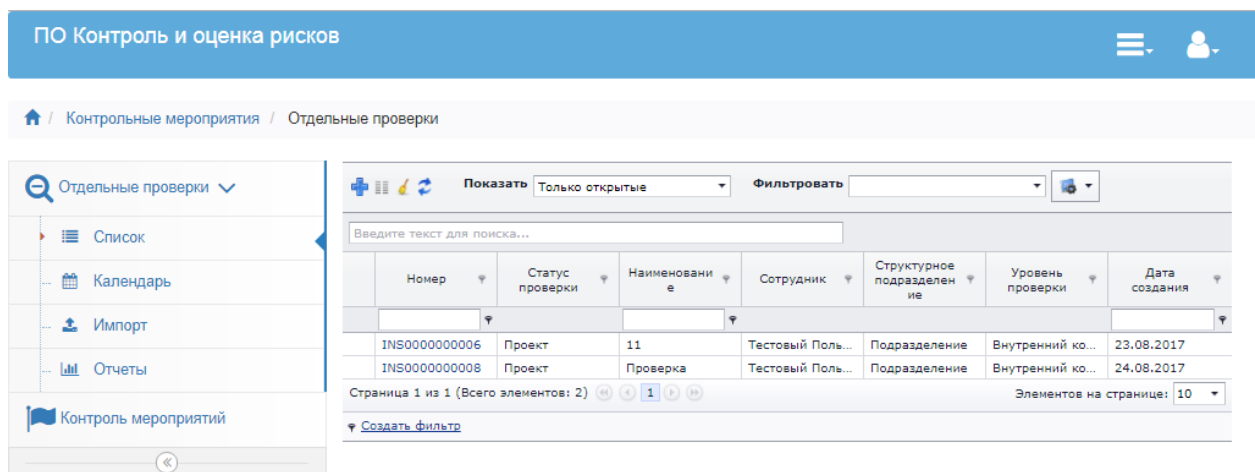 ПО Контроль и оценка рисков
/ Контрольные мероприятия / Отдельные проверки
Отдельные проверки
Список
Календарь
Импорт
Отчеты
Контроль мероприятий
Показать Только открытые Фильтровать
Введите текст для поиска...
Номер Статус проверки Наименовани е Сотрудник Структурное подразделен ие Уровень проверки Дата создания
INS0000000006 Проект 11 Тестовый Поль... Подразделение Внутренний ко... 23.08.2017
INS0000000008 Проект Проверка Тестовый Поль... Подразделение Внутренний ко... 24.08.2017
Страница 1 из 1 (Всего элементов: 2) 1 Элементов на странице: 10
Создать фильтр